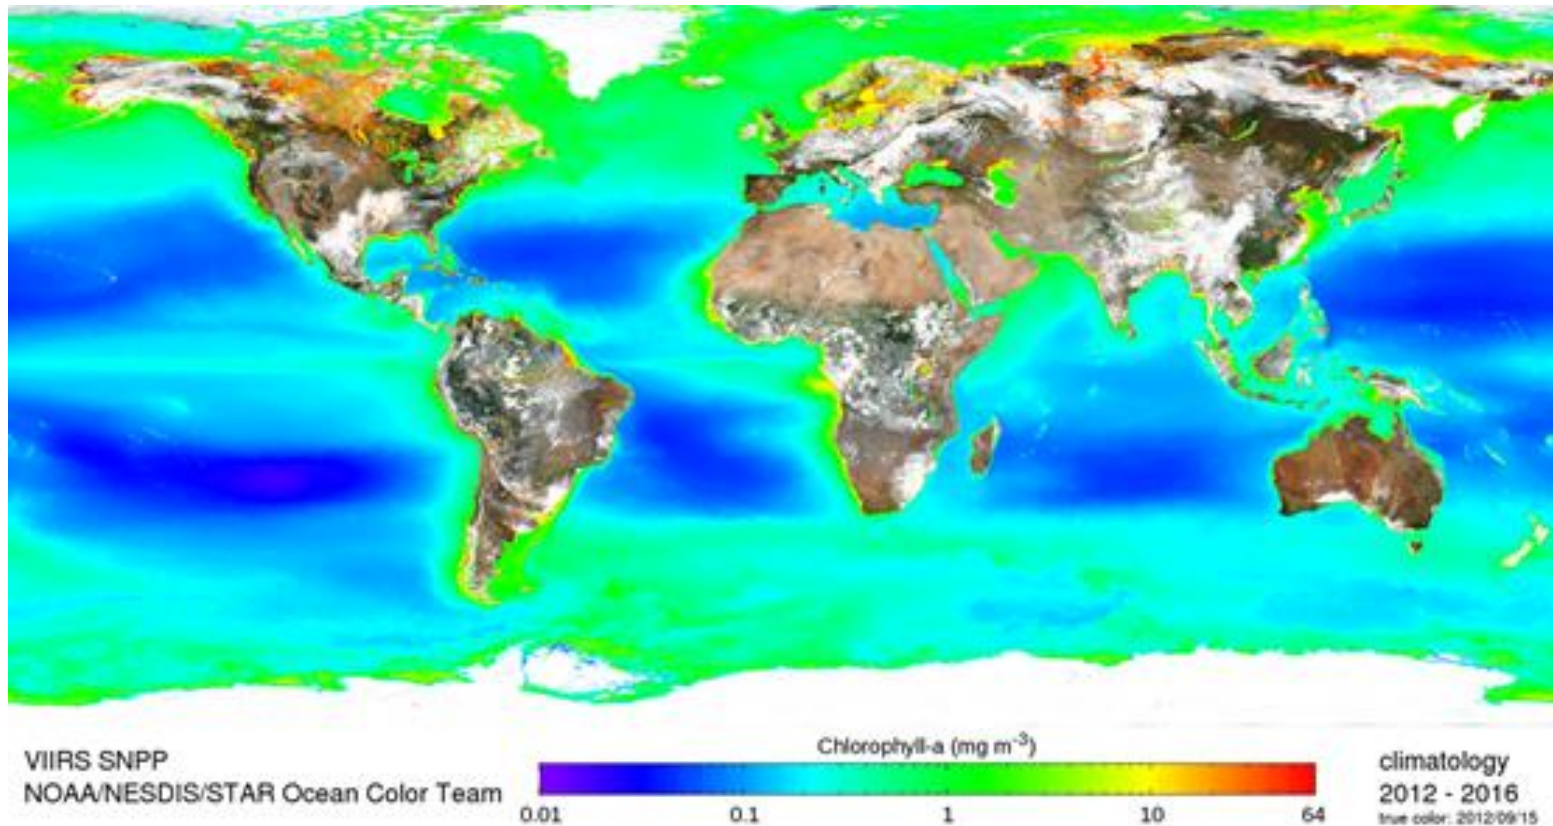 Chlorophyll-a (mg m⁻³)
VIIRS SNPP
NOAA/NESDIS/STAR Ocean Color Team
0.01 0.1 1 10 64
climatology
2012 - 2016
true color: 2012/09/15